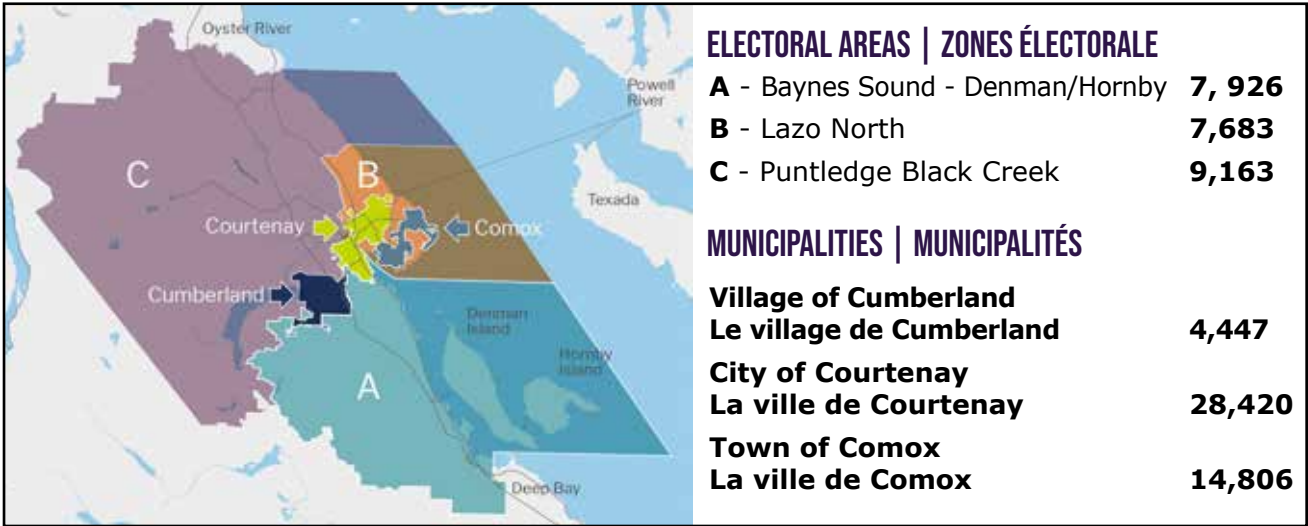 Oyster River
Powell
River
C
B
Texada
Courtenay
Comox
Cumberland
Denman
Island
Hornby
Island
A
Deep Bay
ELECTORAL AREAS | ZONES ÉLECTORALE
A - Baynes Sound - Denman/Hornby 7, 926
B - Lazo North 7,683
C - Puntledge Black Creek 9,163
MUNICIPALITIES | MUNICIPALITÉS
Village of Cumberland
Le village de Cumberland 4,447
City of Courtenay
La ville de Courtenay 28,420
Town of Comox
La ville de Comox 14,806